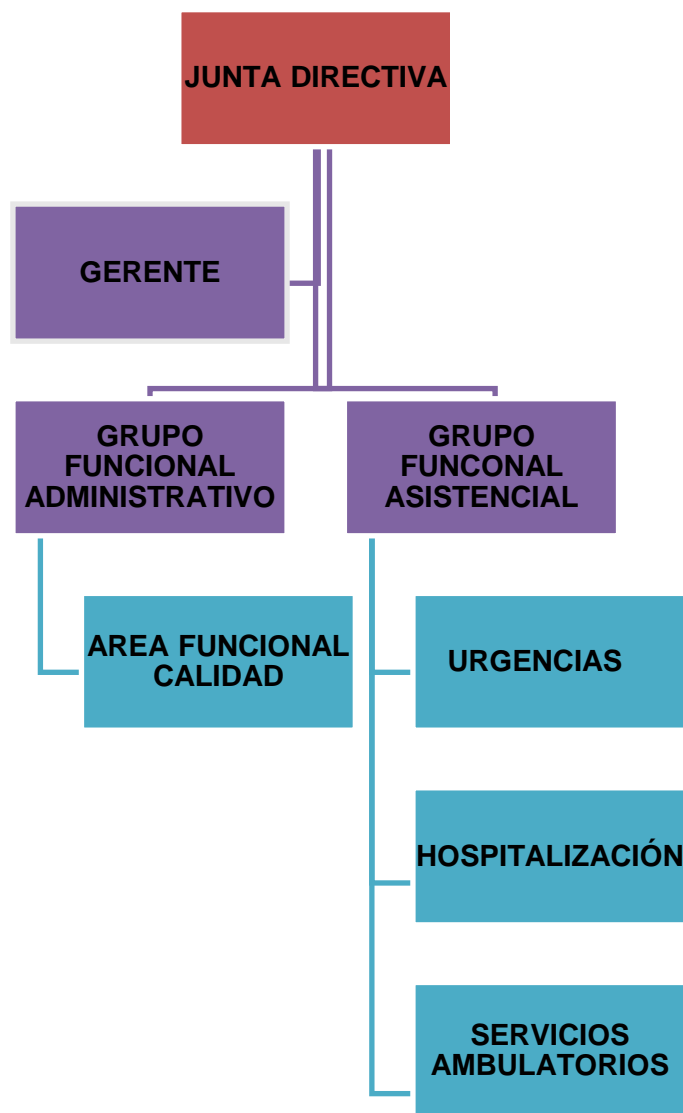 JUNTA DIRECTIVA
GERENTE
GRUPO
FUNCIONAL
ADMINISTRATIVO
GRUPO
FUNCONAL
ASISTENCIAL
AREA FUNCIONAL
CALIDAD
URGENCIAS
HOSPITALIZACIÓN
SERVICIOS
AMBULATORIOS